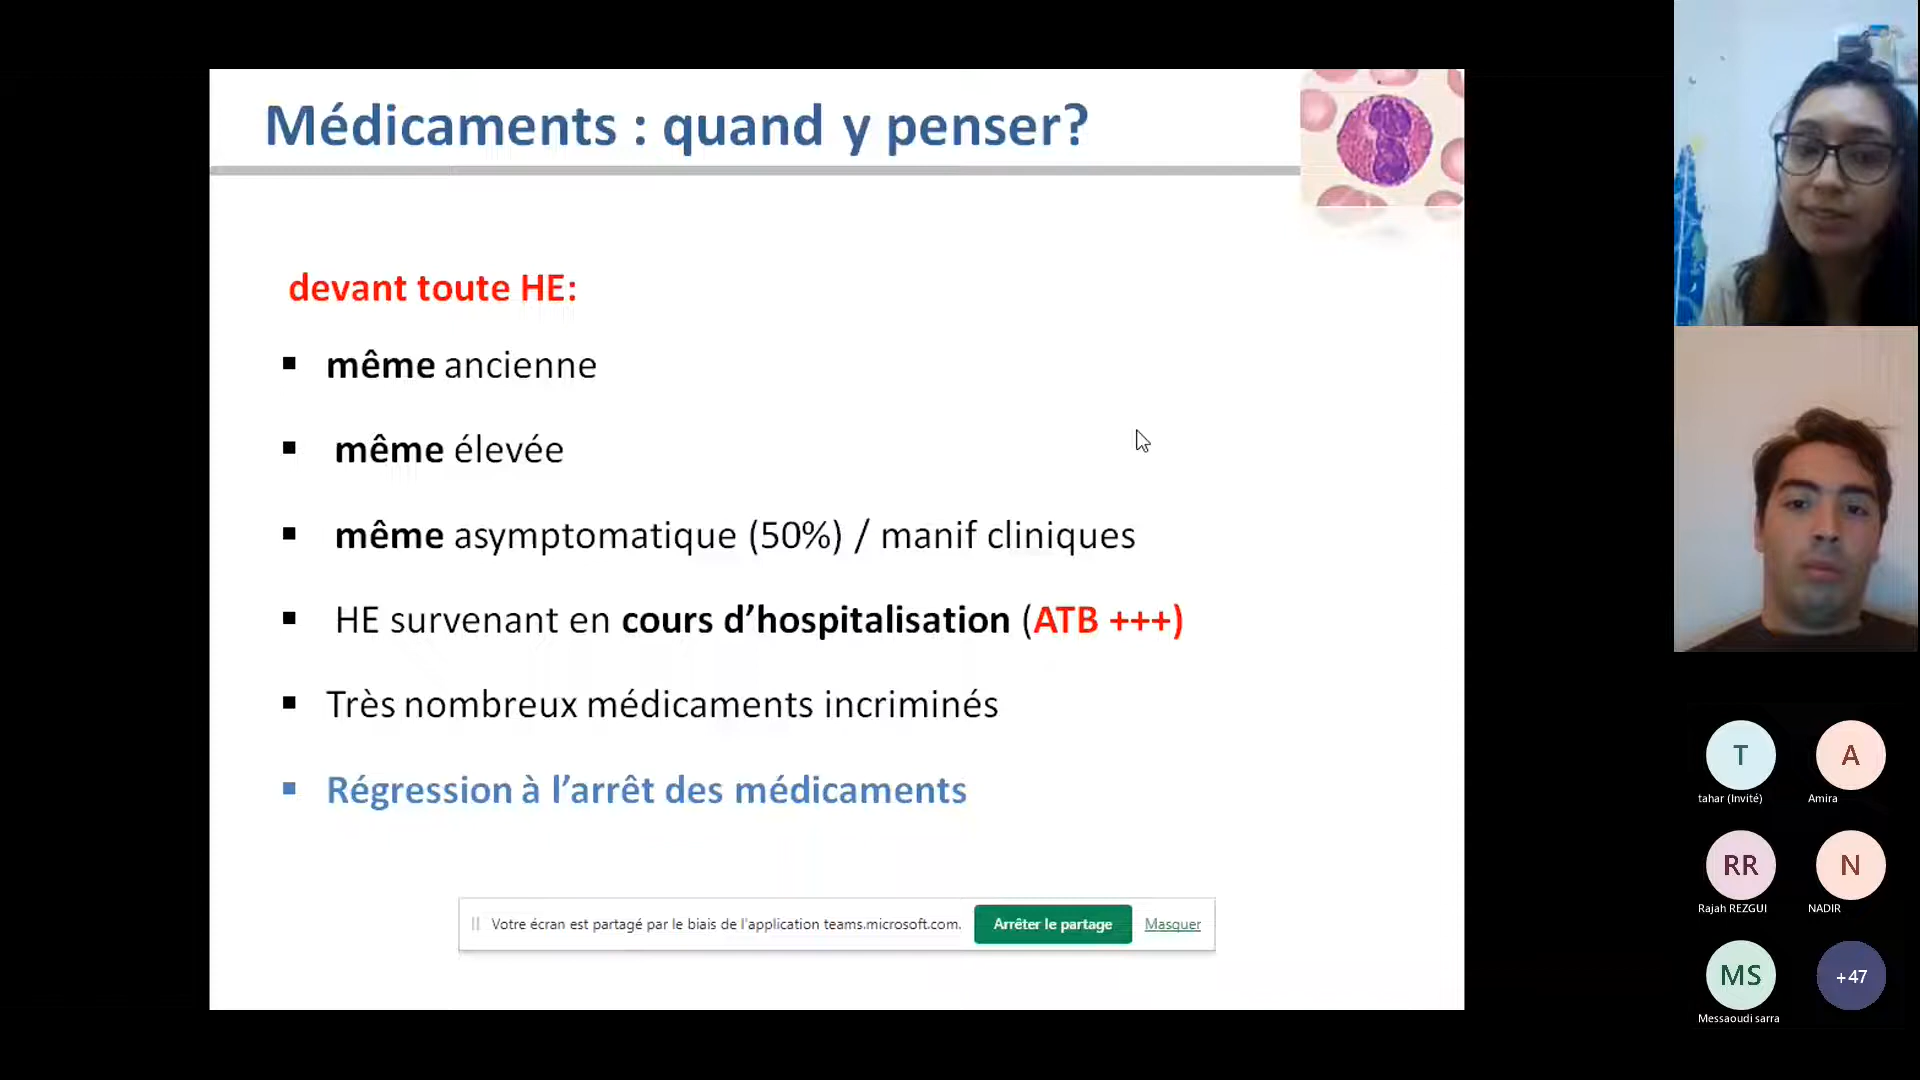 Médicaments : quand y penser?
devant toute HE:
▪ même ancienne
▪ même élevée
▪ même asymptomatique (50%) / manif cliniques
▪ HE survenant en cours d’hospitalisation (ATB +++)
▪ Très nombreux médicaments incriminés
▪ Régression à l’arrêt des médicaments
Votre écran est partagé par le biais de l'application teams.microsoft.com. Arrêter le partage Masquer
T A
tahar (Invité) Amira
RR N
Rajah REZGUI NADIR
MS +47
Messaoudi sarra